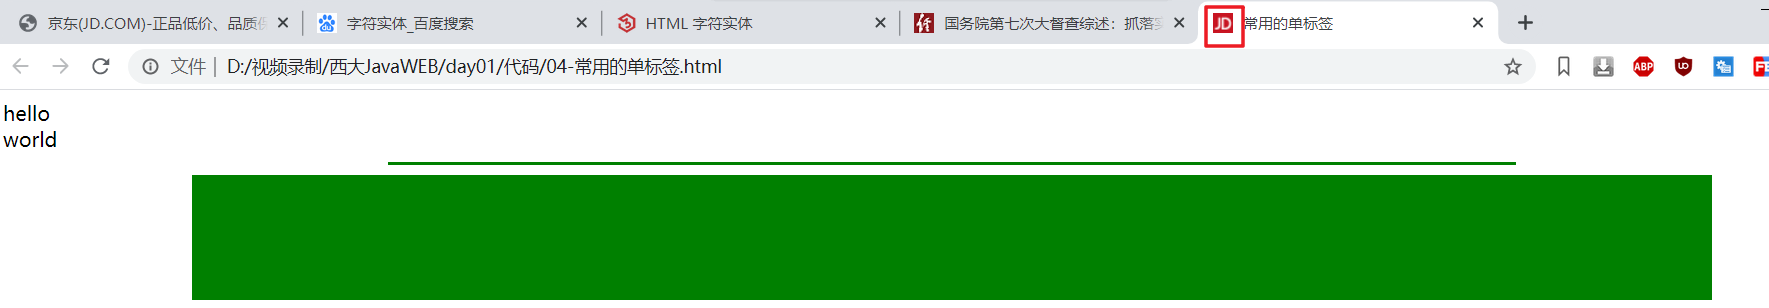 京东(JD.COM)-正品低价、品质保
字符实体_百度搜索
HTML 字符实体
国务院第七次大督查综述：抓落实
JD 常用的单标签
文件 | D:/视频录制/西大JavaWEB/day01/代码/04-常用的单标签.html
ABP
hello
world